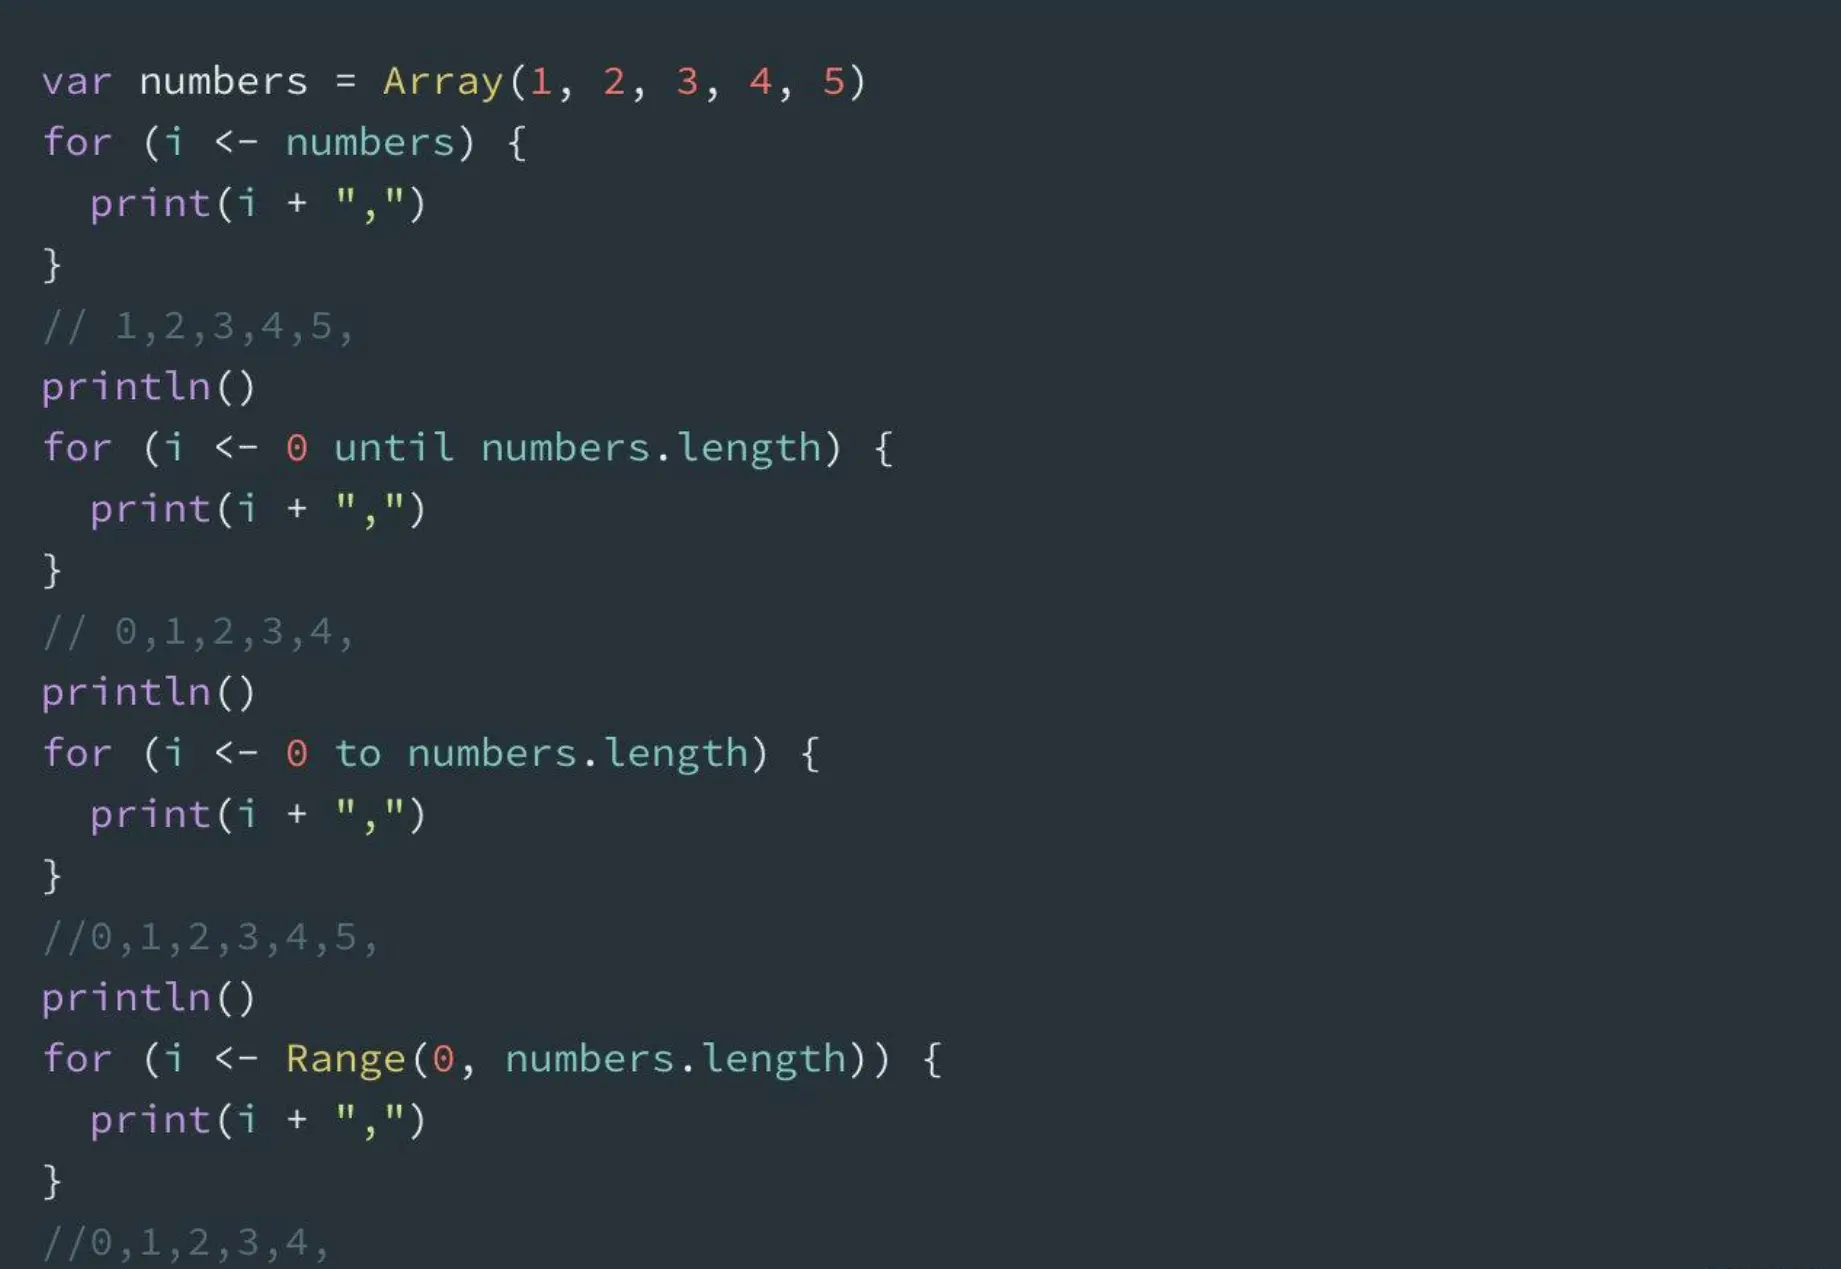 var numbers = Array(1, 2, 3, 4, 5)
for (i <- numbers) {
  print(i + ",")
}
// 1,2,3,4,5,
println()
for (i <- 0 until numbers.length) {
  print(i + ",")
}
// 0,1,2,3,4,
println()
for (i <- 0 to numbers.length) {
  print(i + ",")
}
//0,1,2,3,4,5,
println()
for (i <- Range(0, numbers.length)) {
  print(i + ",")
}
//0,1,2,3,4,